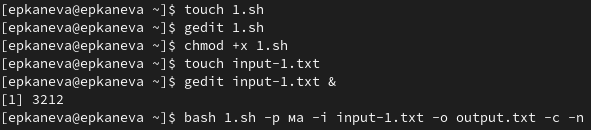 [epkaneva@epkaneva ~]$ touch 1.sh
[epkaneva@epkaneva ~]$ gedit 1.sh
[epkaneva@epkaneva ~]$ chmod +x 1.sh
[epkaneva@epkaneva ~]$ touch input-1.txt
[epkaneva@epkaneva ~]$ gedit input-1.txt &
[1] 3212
[epkaneva@epkaneva ~]$ bash 1.sh -p ма -i input-1.txt -o output.txt -c -n